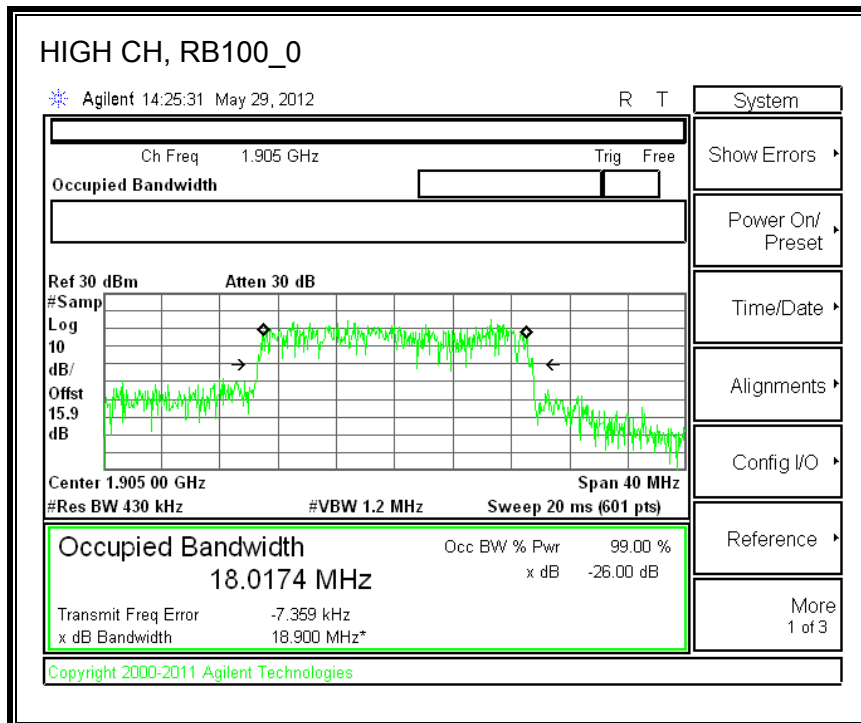 HIGH CH, RB100_0
Agilent 14:25:31 May 29, 2012 R T
System
Ch Freq 1.905 GHz Trig Free
Occupied Bandwidth
Show Errors
Power On/
Preset
Time/Date
Alignments
Config I/O
Reference
More
1 of 3
Ref 30 dBm Atten 30 dB
#Samp
Log
10
dB/
Offst
15.9
dB
Center 1.905 00 GHz Span 40 MHz
#Res BW 430 kHz #VBW 1.2 MHz Sweep 20 ms (601 pts)
Occupied Bandwidth Occ BW % Pwr 99.00 %
18.0174 MHz x dB -26.00 dB
Transmit Freq Error -7.359 kHz
x dB Bandwidth 18.900 MHz*
Copyright 2000-2011 Agilent Technologies